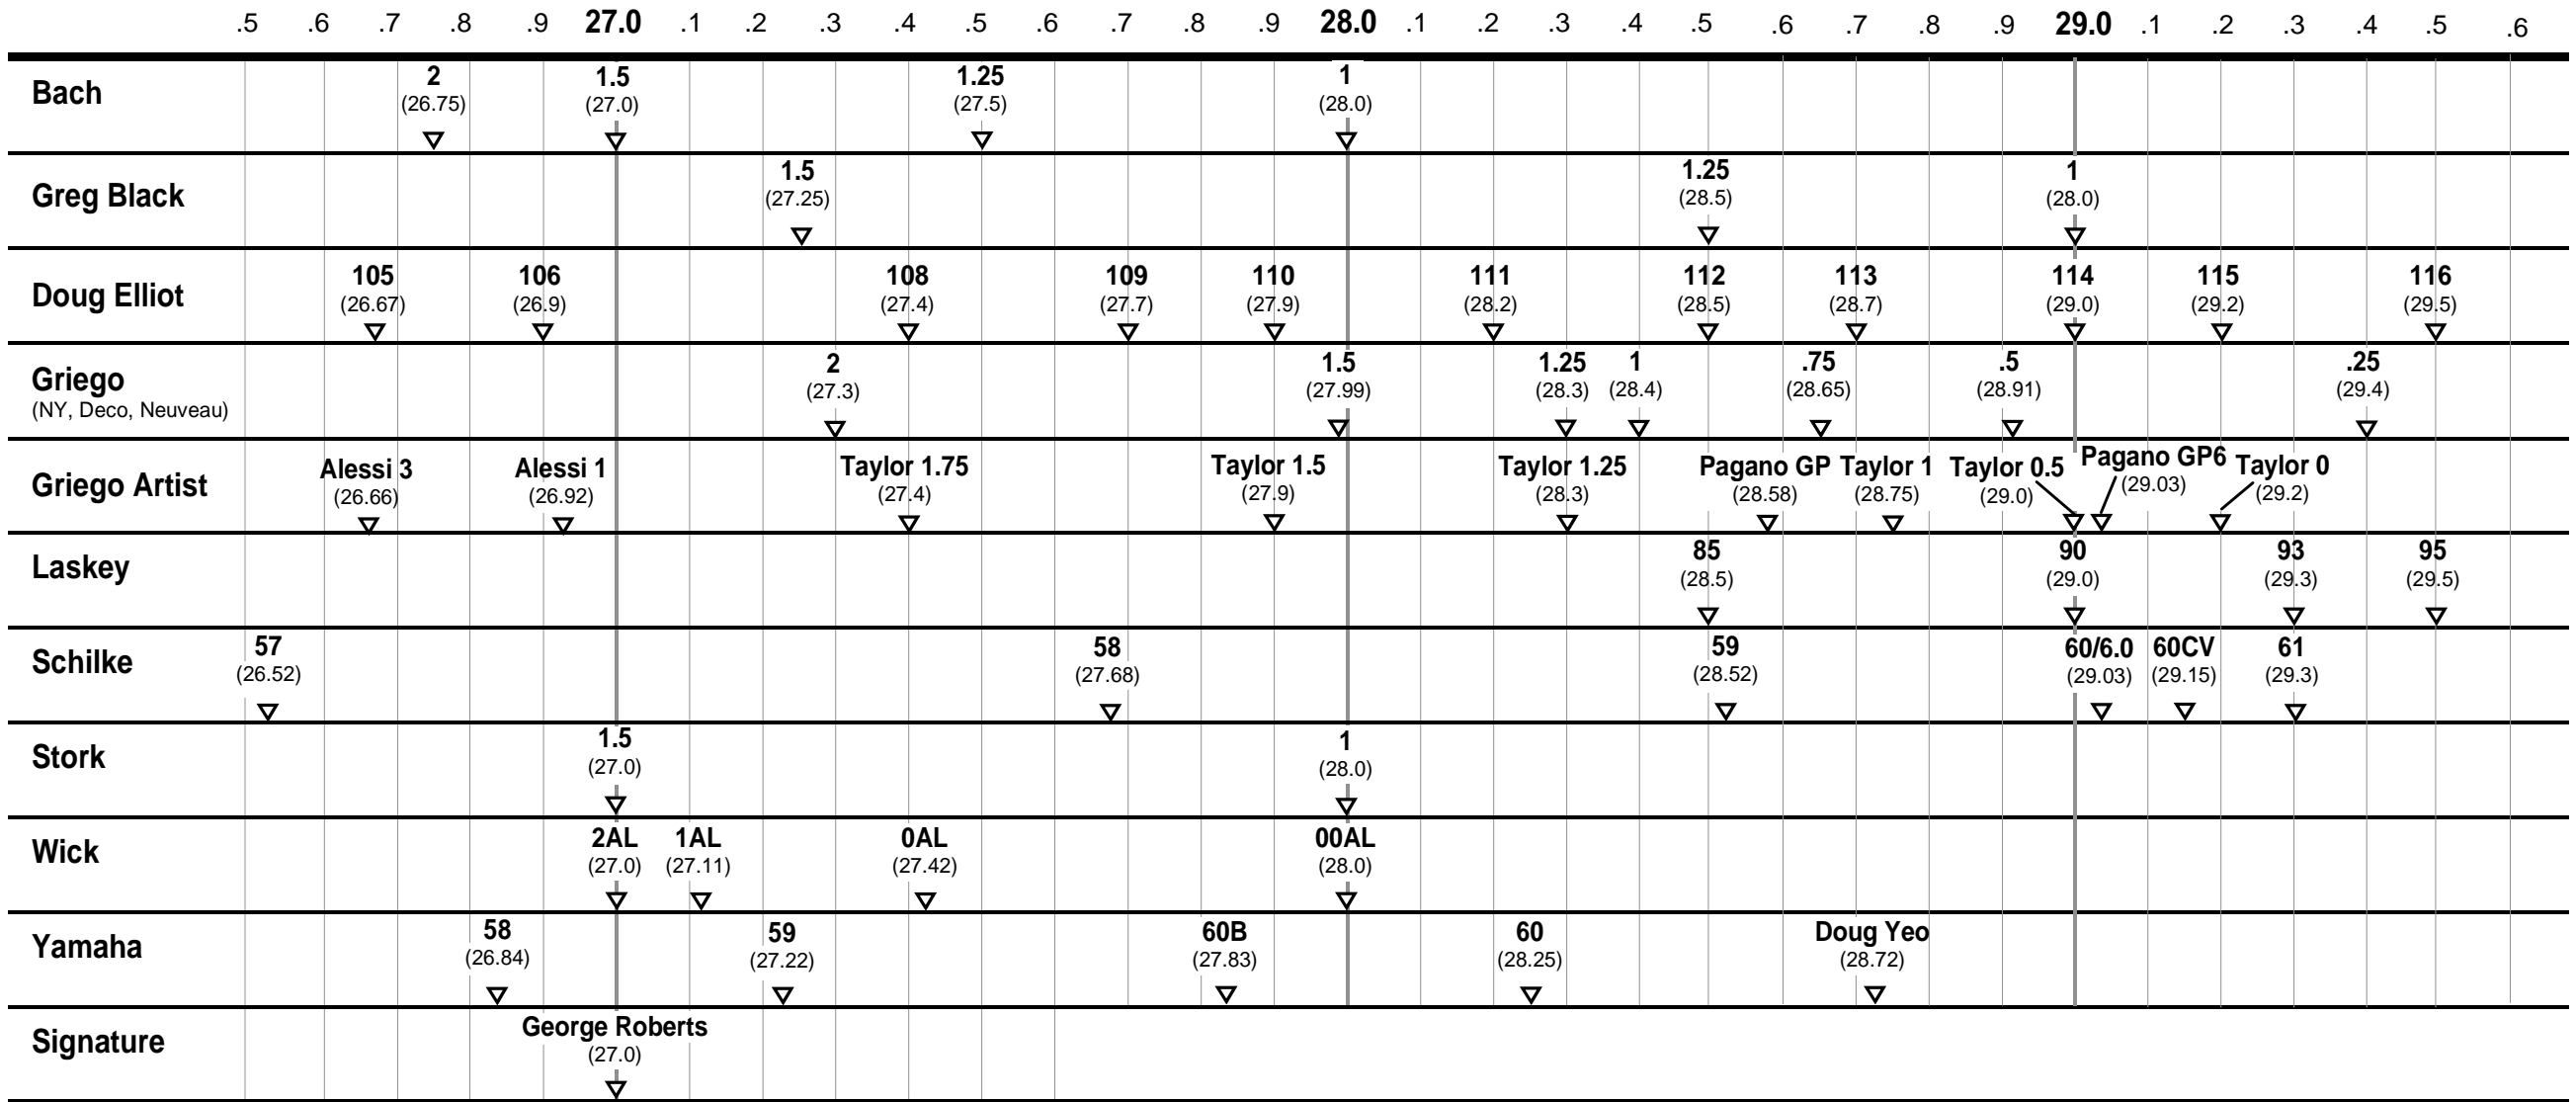 .5 .6 .7 .8 .9 27.0 .1 .2 .3 .4 .5 .6 .7 .8 .9 28.0 .1 .2 .3 .4 .5 .6 .7 .8 .9 29.0 .1 .2 .3 .4 .5 .6
Bach
2 1.5 1.25 1
(26.75) (27.0) (27.5) (28.0)
Greg Black
1.5 1.25 1
(27.25) (28.5) (28.0)
Doug Elliot
105 106 108 109 110 111 112 113 114 115 116
(26.67) (26.9) (27.4) (27.7) (27.9) (28.2) (28.5) (28.7) (29.0) (29.2) (29.5)
Griego
(NY, Deco, Neuveau)
2 1.5 1.25 1 .75 .5 .25
(27.3) (27.99) (28.3) (28.4) (28.65) (28.91) (29.4)
Griego Artist
Alessi 3 Alessi 1 Taylor 1.75 Taylor 1.5 Taylor 1.25 Pagano GP Taylor 1 Taylor 0.5 Pagano GP6 Taylor 0
(26.66) (26.92) (27.4) (27.9) (28.3) (28.58) (28.75) (29.0) (29.03) (29.2)
Laskey
85 90 93 95
(28.5) (29.0) (29.3) (29.5)
Schilke
57 58 59 60/6.0 60CV 61
(26.52) (27.68) (28.52) (29.03) (29.15) (29.3)
Stork
1.5 1
(27.0) (28.0)
Wick
2AL 1AL 0AL 00AL
(27.0) (27.11) (27.42) (28.0)
Yamaha
58 59 60B 60 Doug Yeo
(26.84) (27.22) (27.83) (28.25) (28.72)
Signature
George Roberts
(27.0)